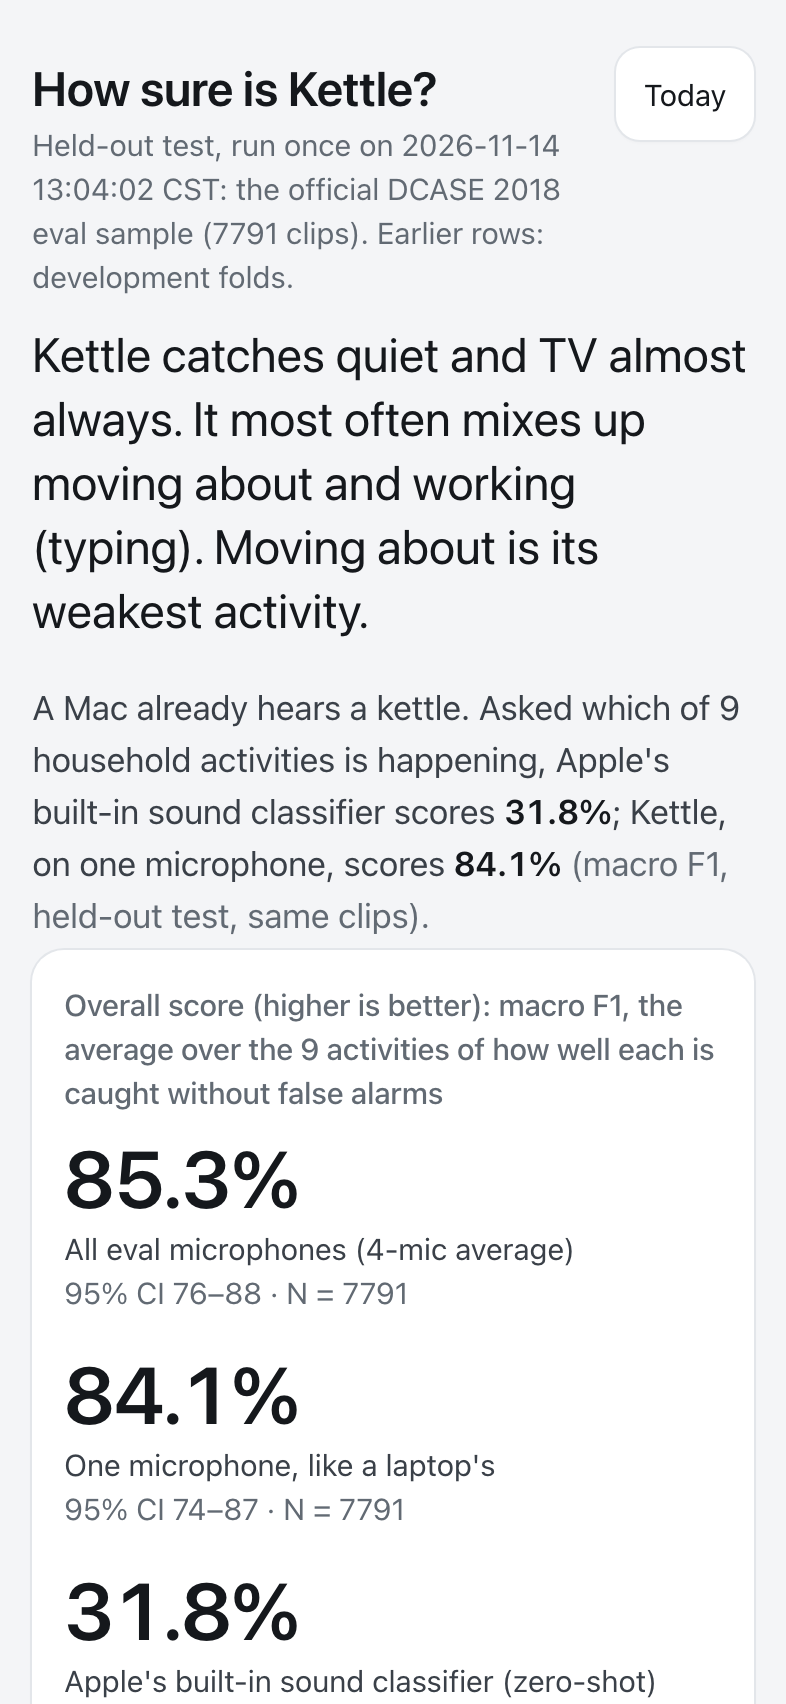 How sure is Kettle?
Today
Held-out test, run once on 2026-11-14
13:04:02 CST: the official DCASE 2018
eval sample (7791 clips). Earlier rows:
development folds.
Kettle catches quiet and TV almost
always. It most often mixes up
moving about and working
(typing). Moving about is its
weakest activity.
A Mac already hears a kettle. Asked which of 9
household activities is happening, Apple's
built-in sound classifier scores 31.8%; Kettle,
on one microphone, scores 84.1% (macro F1,
held-out test, same clips).
Overall score (higher is better): macro F1, the
average over the 9 activities of how well each is
caught without false alarms
85.3%
All eval microphones (4-mic average)
95% CI 76–88 · N = 7791
84.1%
One microphone, like a laptop's
95% CI 74–87 · N = 7791
31.8%
Apple's built-in sound classifier (zero-shot)